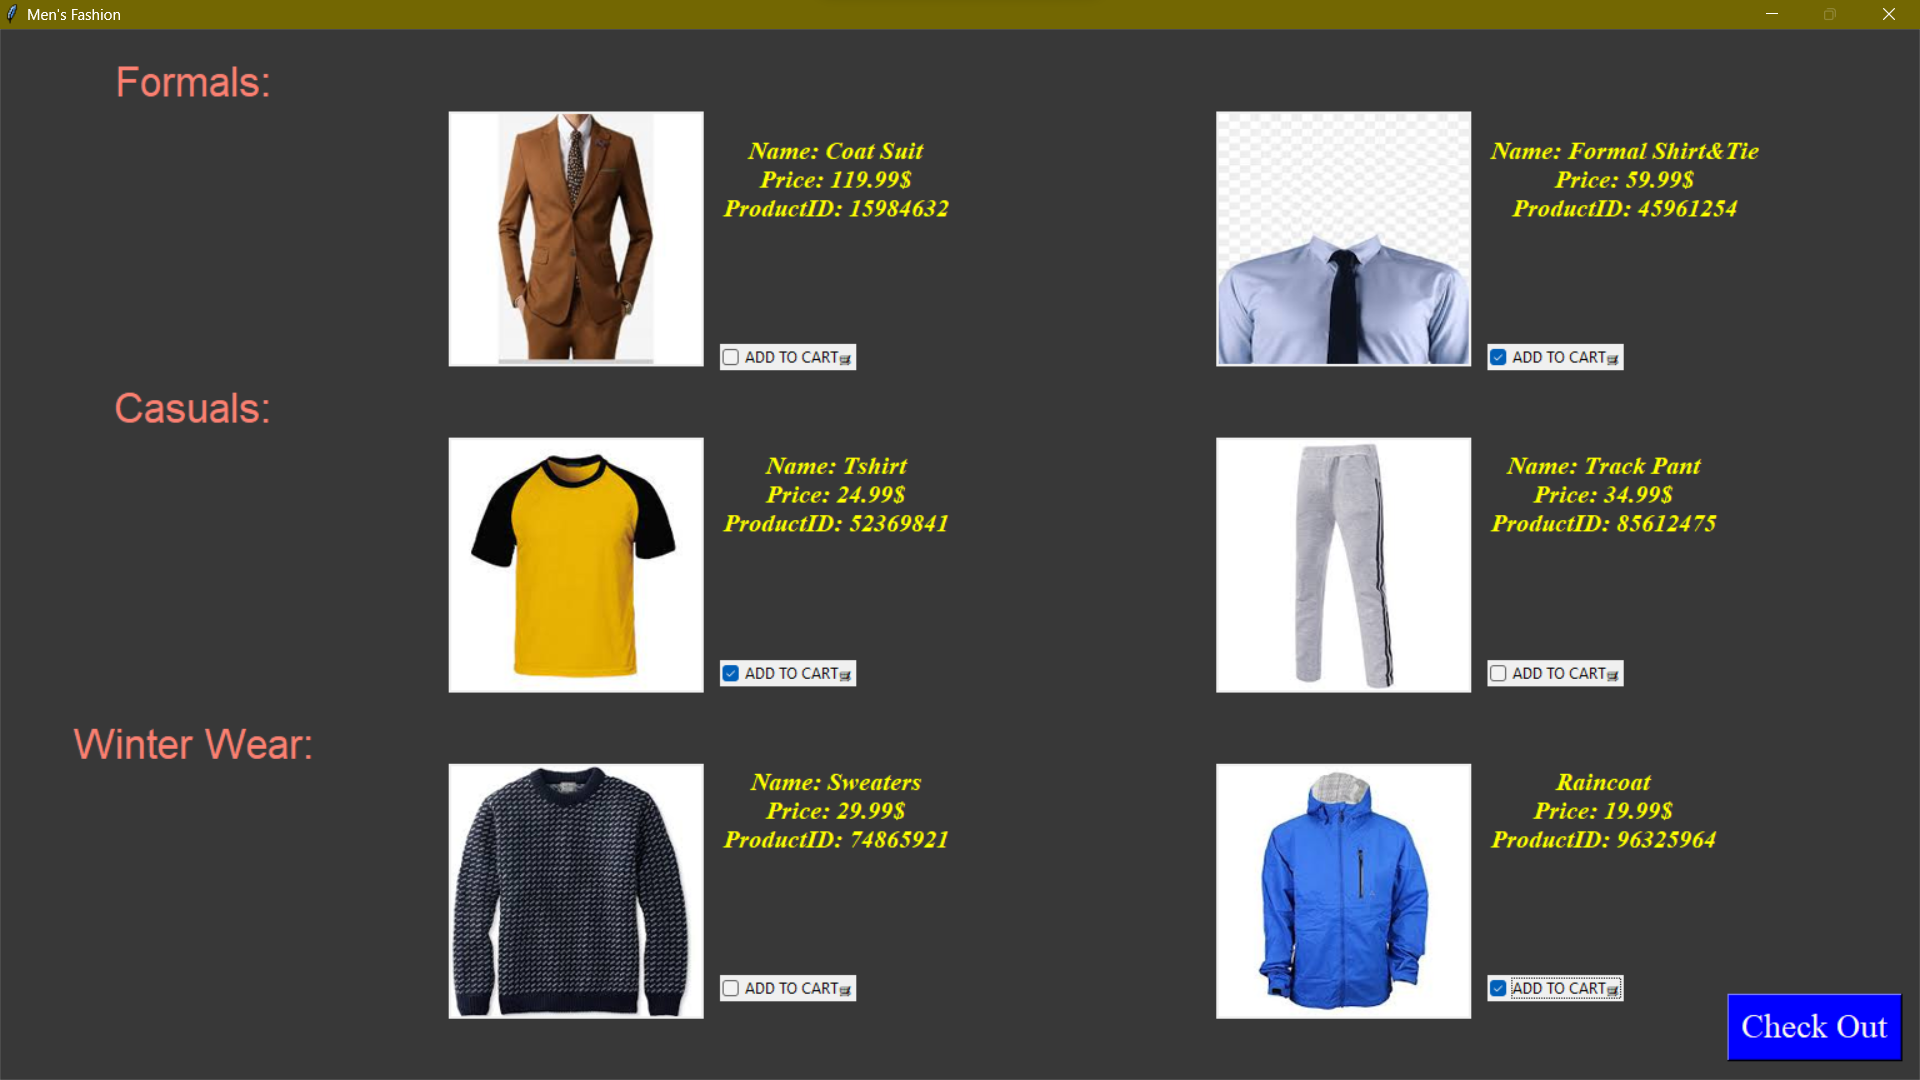 Men's Fashion
Formals:
Name: Coat Suit
Price: 119.99$
ProductID: 15984632
ADD TO CART
Name: Formal Shirt&Tie
Price: 59.99$
ProductID: 45961254
ADD TO CART
Casuals:
Name: Tshirt
Price: 24.99$
ProductID: 52369841
ADD TO CART
Name: Track Pant
Price: 34.99$
ProductID: 85612475
ADD TO CART
Winter Wear:
Name: Sweaters
Price: 29.99$
ProductID: 74865921
ADD TO CART
Raincoat
Price: 19.99$
ProductID: 96325964
ADD TO CART
Check Out